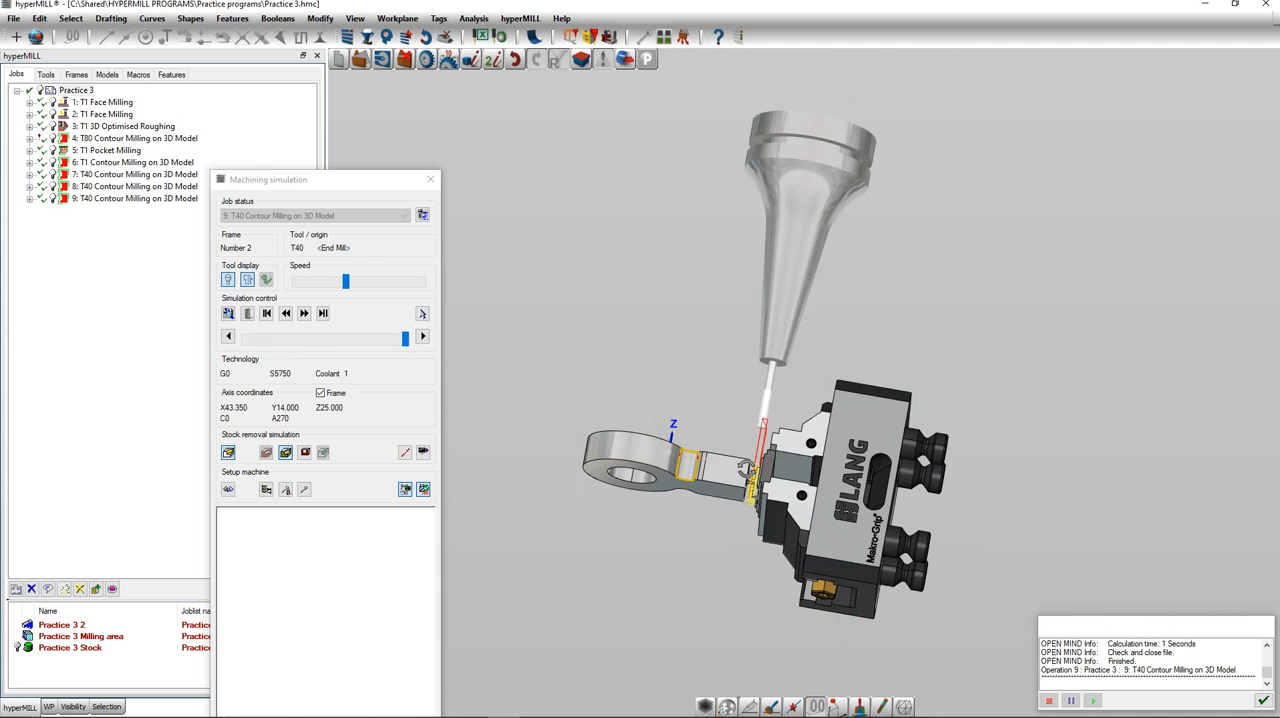 hyperMILL® - [C:\Shared\HYPERMILL PROGRAMS\Practice programs\Practice 3.hmc]
File Edit Select Drafting Curves Shapes Features Booleans Modify View Workplane Tags Analysis hyperMILL Info Help
hyperMILL
Jobs Tools Frames Models Macros Features
Practice 3
1: T1 Face Milling
2: T1 Face Milling
3: T1 3D Optimised Roughing
4: T80 Contour Milling on 3D Model
5: T1 Pocket Milling
6: T1 Contour Milling on 3D Model
7: T40 Contour Milling on 3D Model
8: T40 Contour Milling on 3D Model
9: T40 Contour Milling on 3D Model
Machining simulation
Job status
9: T40 Contour Milling on 3D Model
Frame Tool / origin
Number 2 T40 <End Mill>
Tool display Speed
Simulation control
Technology
G0 S5750 Coolant 1
Axis coordinates Frame
X43.350 Y14.000 Z25.000
C0 A270
Stock removal simulation
Setup machine
Z
LANG
Makro•Grip®
Name Joblist na
Practice 3 2 Practic
Practice 3 Milling area Practic
Practice 3 Stock Practic
hyperMILL WP Visibility Selection
OPEN MIND Info: Calculation time: 1 Seconds
OPEN MIND Info: Check and close file.
OPEN MIND Info: Finished.
Operation 9 : Practice 3 : 9: T40 Contour Milling on 3D Model